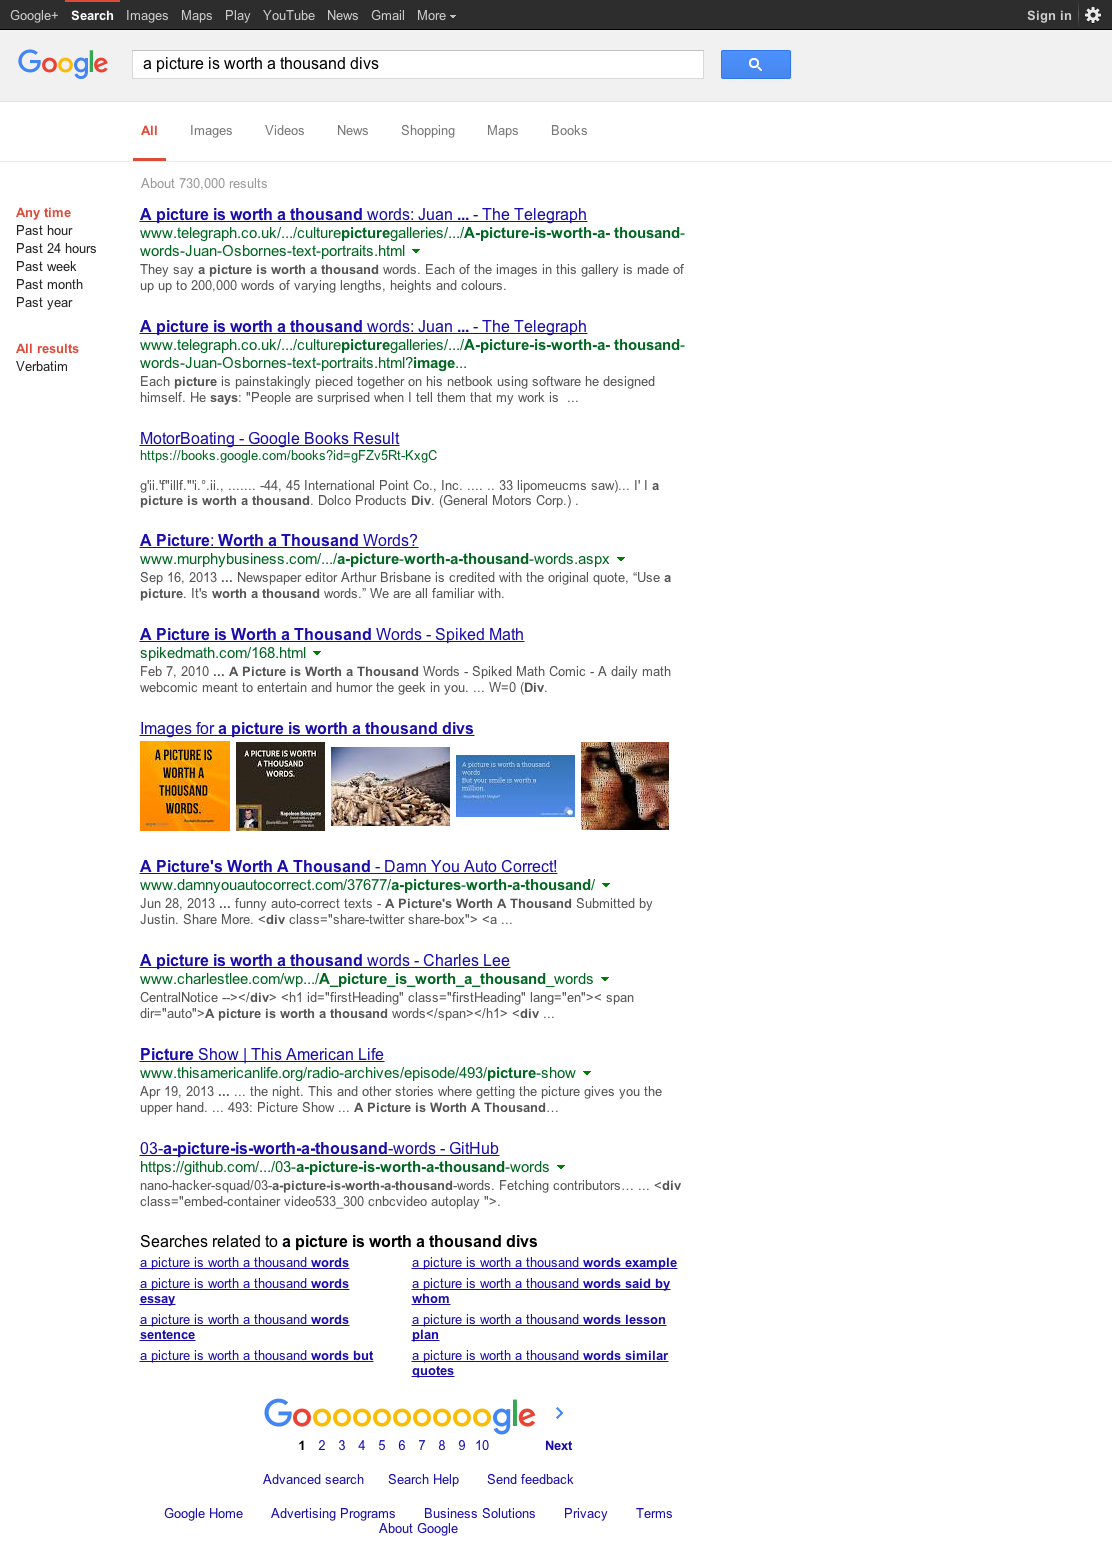 Google+ Search Images Maps Play YouTube News Gmail More Sign in
Google a picture is worth a thousand divs
All Images Videos News Shopping Maps Books
About 730,000 results
Any time
Past hour
Past 24 hours
Past week
Past month
Past year
All results
Verbatim
A picture is worth a thousand words: Juan ... - The Telegraph
www.telegraph.co.uk/.../culturepicturegalleries/.../A-picture-is-worth-a- thousand-
words-Juan-Osbornes-text-portraits.html
They say a picture is worth a thousand words. Each of the images in this gallery is made of
up up to 200,000 words of varying lengths, heights and colours.
A picture is worth a thousand words: Juan ... - The Telegraph
www.telegraph.co.uk/.../culturepicturegalleries/.../A-picture-is-worth-a- thousand-
words-Juan-Osbornes-text-portraits.html?image...
Each picture is painstakingly pieced together on his netbook using software he designed
himself. He says: "People are surprised when I tell them that my work is ...
MotorBoating - Google Books Result
https://books.google.com/books?id=gFZv5Rt-KxgC
g'ii.'f"illf."'i.°.ii., ....... -44, 45 International Point Co., Inc. .... .. 33 lipomeucms saw)... I' I a
picture is worth a thousand. Dolco Products Div. (General Motors Corp.) .
A Picture: Worth a Thousand Words?
www.murphybusiness.com/.../a-picture-worth-a-thousand-words.aspx
Sep 16, 2013 ... Newspaper editor Arthur Brisbane is credited with the original quote, “Use a
picture. It's worth a thousand words.” We are all familiar with.
A Picture is Worth a Thousand Words - Spiked Math
spikedmath.com/168.html
Feb 7, 2010 ... A Picture is Worth a Thousand Words - Spiked Math Comic - A daily math
webcomic meant to entertain and humor the geek in you. ... W=0 (Div.
Images for a picture is worth a thousand divs
A PICTURE IS
WORTH A
THOUSAND
WORDS.
A PICTURE IS WORTH
A THOUSAND
WORDS.
Napoleon Bonaparte
A picture is worth a thousand
words
But your smile is worth a
million.
A Picture's Worth A Thousand - Damn You Auto Correct!
www.damnyouautocorrect.com/37677/a-pictures-worth-a-thousand/
Jun 28, 2013 ... funny auto-correct texts - A Picture's Worth A Thousand Submitted by
Justin. Share More. <div class="share-twitter share-box"> <a ...
A picture is worth a thousand words - Charles Lee
www.charlestlee.com/wp.../A_picture_is_worth_a_thousand_words
CentralNotice --></div> <h1 id="firstHeading" class="firstHeading" lang="en">< span
dir="auto">A picture is worth a thousand words</span></h1> <div ...
Picture Show | This American Life
www.thisamericanlife.org/radio-archives/episode/493/picture-show
Apr 19, 2013 ... ... the night. This and other stories where getting the picture gives you the
upper hand. ... 493: Picture Show ... A Picture is Worth A Thousand…
03-a-picture-is-worth-a-thousand-words - GitHub
https://github.com/.../03-a-picture-is-worth-a-thousand-words
nano-hacker-squad/03-a-picture-is-worth-a-thousand-words. Fetching contributors… ... <div
class="embed-container video533_300 cnbcvideo autoplay ">.
Searches related to a picture is worth a thousand divs
a picture is worth a thousand words
a picture is worth a thousand words example
a picture is worth a thousand words
essay
a picture is worth a thousand words said by
whom
a picture is worth a thousand words
sentence
a picture is worth a thousand words lesson
plan
a picture is worth a thousand words but
a picture is worth a thousand words similar
quotes
Goooooooooogle
1 2 3 4 5 6 7 8 9 10 Next
Advanced search Search Help Send feedback
Google Home Advertising Programs Business Solutions Privacy Terms
About Google